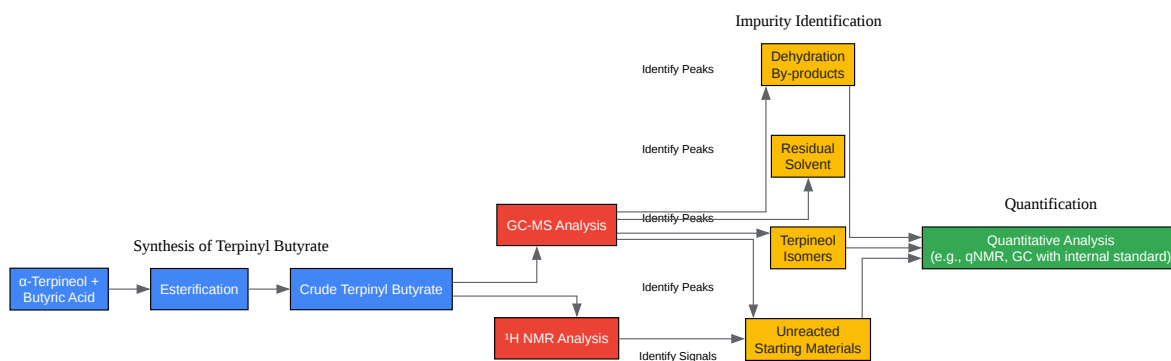 Impurity Identification
Identify Peaks
Dehydration
By-products
Identify Peaks
Residual
Solvent
GC-MS Analysis
Identify Peaks
Terpineol
Isomers
Quantification
Quantitative Analysis
(e.g., qNMR, GC with internal standard)
Synthesis of Terpinyl Butyrate
α-Terpineol +
Butyric Acid
Esterification
Crude Terpinyl Butyrate
Identify Peaks
¹H NMR Analysis
Identify Signals
Unreacted
Starting Materials